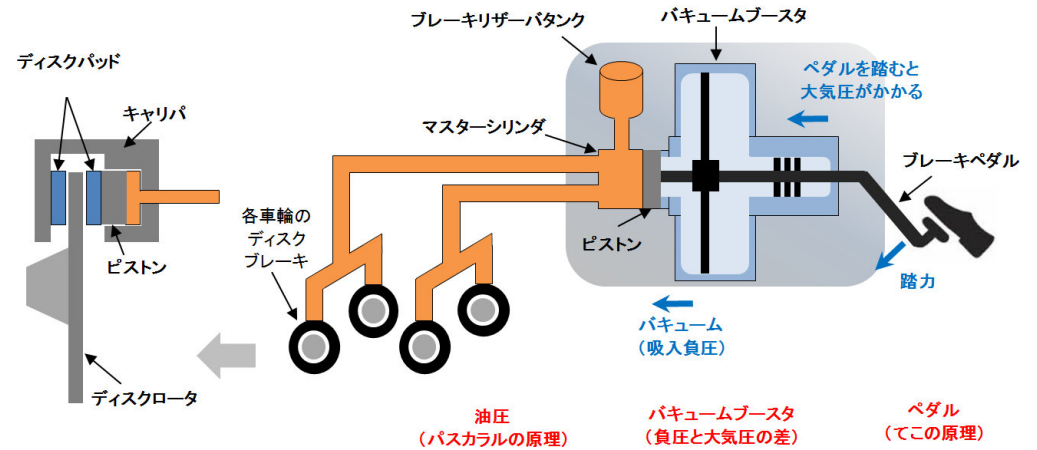 ブレーキリザーバタンク
バキュームブースタ
ディスクパッド
ペダルを踏むと
大気圧がかかる
キャリパ
マスターシリンダ
ブレーキペダル
各車輪の
ディスク
ブレーキ
ピストン
ピストン
踏力
バキューム
（吸入負圧）
ディスクロータ
油圧
（パスカラルの原理）
バキュームブースタ
（負圧と大気圧の差）
ペダル
（てこの原理）